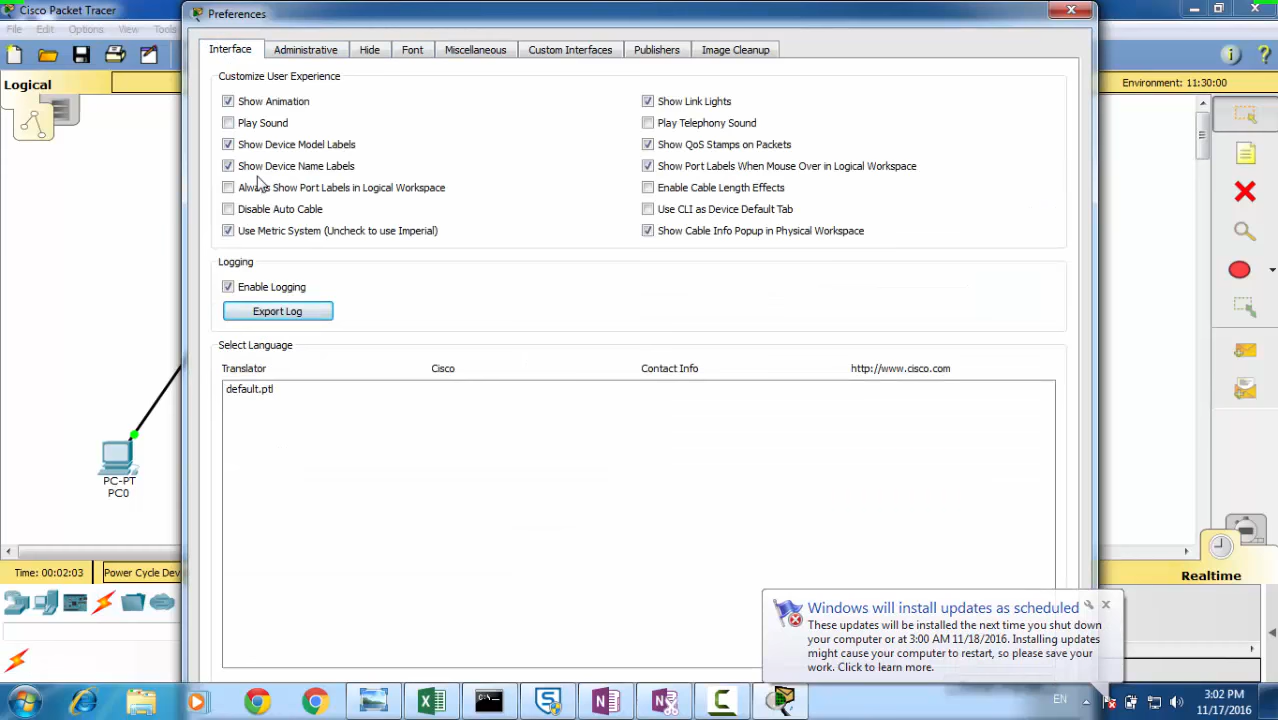 Cisco Packet Tracer
Preferences
File Edit Options View Tools
Interface Administrative Hide Font Miscellaneous Custom Interfaces Publishers Image Cleanup
Logical
Environment: 11:30:00
Customize User Experience
Show Animation
Play Sound
Show Device Model Labels
Show Device Name Labels
Always Show Port Labels in Logical Workspace
Disable Auto Cable
Use Metric System (Uncheck to use Imperial)
Show Link Lights
Play Telephony Sound
Show QoS Stamps on Packets
Show Port Labels When Mouse Over in Logical Workspace
Enable Cable Length Effects
Use CLI as Device Default Tab
Show Cable Info Popup in Physical Workspace
Logging
Enable Logging
Export Log
Select Language
Translator Cisco Contact Info http://www.cisco.com
default.ptl
PC-PT
PC0
Time: 00:02:03 Power Cycle Dev
Realtime
Windows will install updates as scheduled
These updates will be installed the next time you shut down
your computer or at 3:00 AM 11/18/2016. Installing updates
might cause your computer to restart, so please save your
work. Click to learn more.
EN
3:02 PM
11/17/2016